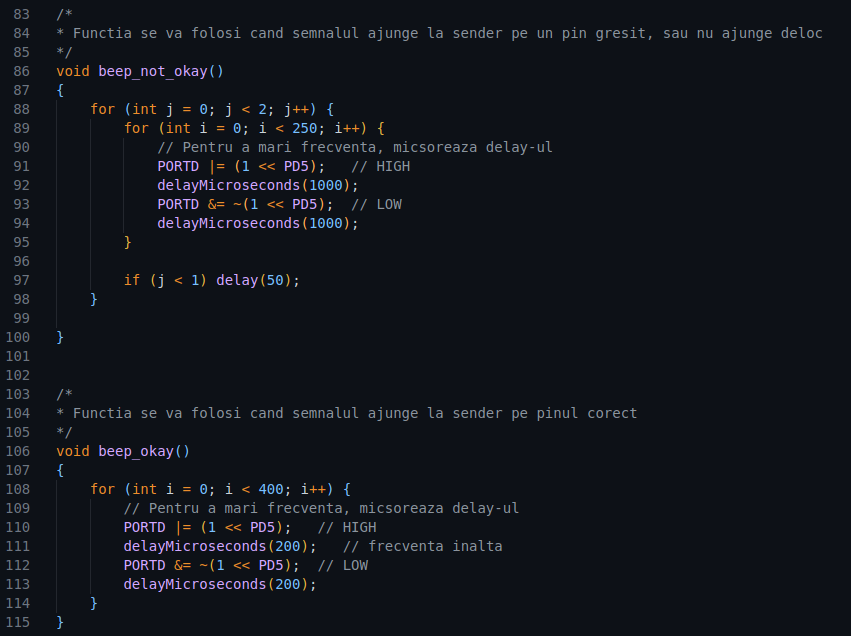 83 /*
84 * Functia se va folosi cand semnalul ajunge la sender pe un pin gresit, sau nu ajunge deloc
85 */
86 void beep_not_okay()
87 {
88     for (int j = 0; j < 2; j++) {
89         for (int i = 0; i < 250; i++) {
90             // Pentru a mari frecventa, micsoreaza delay-ul
91             PORTD |= (1 << PD5);   // HIGH
92             delayMicroseconds(1000);
93             PORTD &= ~(1 << PD5);  // LOW
94             delayMicroseconds(1000);
95         }
96
97         if (j < 1) delay(50);
98     }
99
100 }
101
102
103 /*
104 * Functia se va folosi cand semnalul ajunge la sender pe pinul corect
105 */
106 void beep_okay()
107 {
108     for (int i = 0; i < 400; i++) {
109         // Pentru a mari frecventa, micsoreaza delay-ul
110         PORTD |= (1 << PD5);   // HIGH
111         delayMicroseconds(200);   // frecventa inalta
112         PORTD &= ~(1 << PD5);  // LOW
113         delayMicroseconds(200);
114     }
115 }